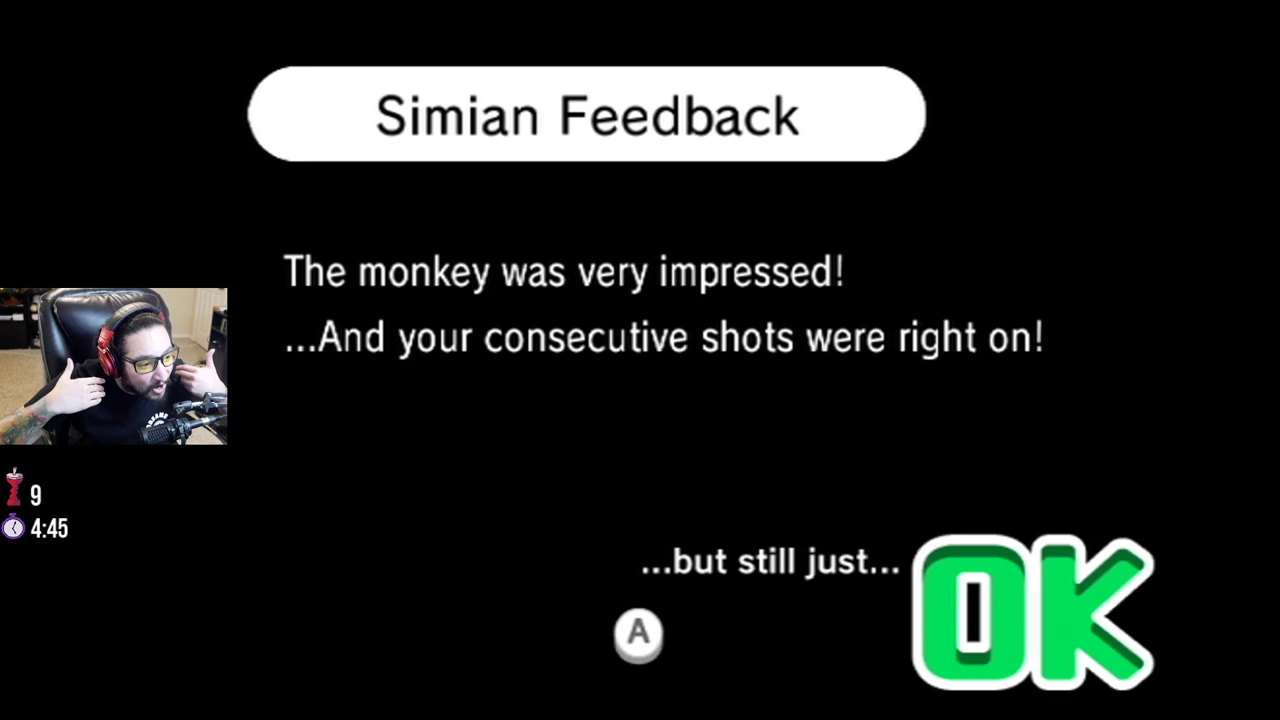 Simian Feedback
The monkey was very impressed!
...And your consecutive shots were right on!
9
4:45
...but still just...
OK
A